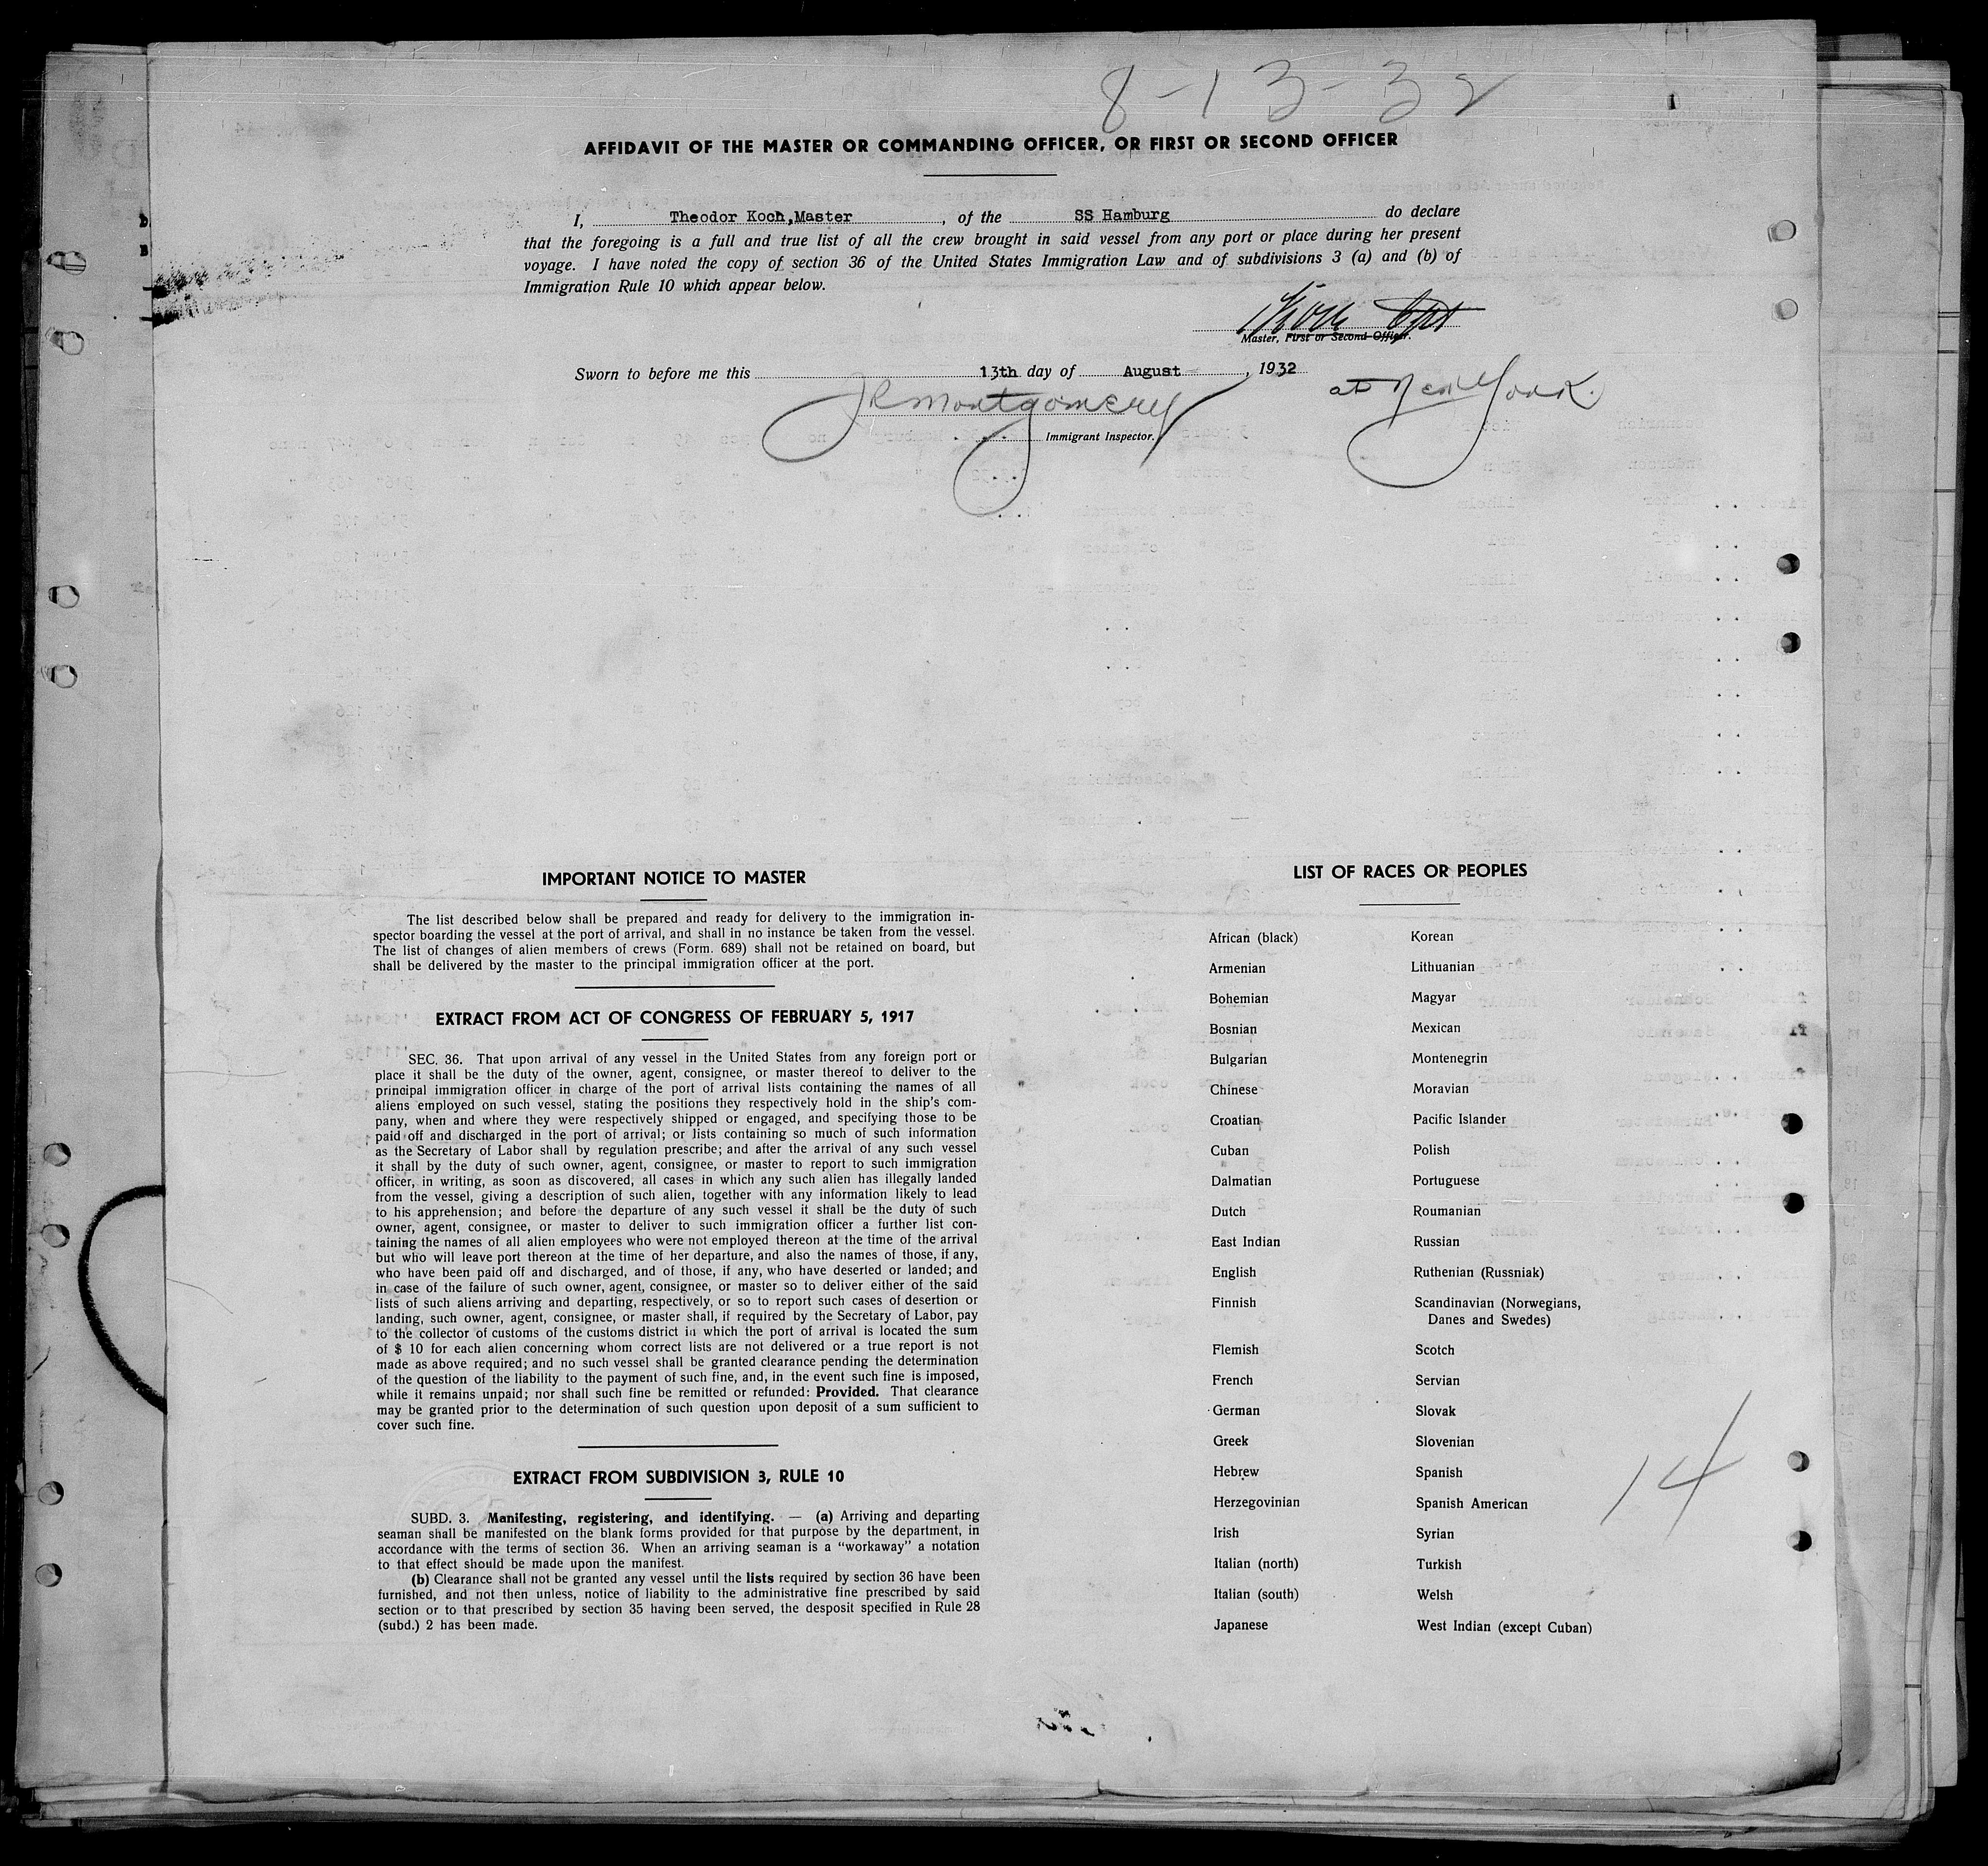 8-13-32
1
AFFIDAVIT OF THE MASTER OR COMMANDING OFFICER, OR FIRST OR SECOND OFFICER
I, Theodor Koch, Master, of the SS Hamburg do declare
that the foregoing is a full and true list of all the crew brought in said vessel from any port or place during her present
voyage. I have noted the copy of section 36 of the United States Immigration Law and of subdivisions 3 (a) and (b) of
Immigration Rule 10 which appear below.
Koch Cpt
Master, First or Second Officer.
Sworn to before me this 13th day of August, 1932 at New York.
JR Montgomery
Immigrant Inspector.
IMPORTANT NOTICE TO MASTER
The list described below shall be prepared and ready for delivery to the immigration in-
spector boarding the vessel at the port of arrival, and shall in no instance be taken from the vessel.
The list of changes of alien members of crews (Form. 689) shall not be retained on board, but
shall be delivered by the master to the principal immigration officer at the port.
EXTRACT FROM ACT OF CONGRESS OF FEBRUARY 5, 1917
SEC. 36. That upon arrival of any vessel in the United States from any foreign port or
place it shall be the duty of the owner, agent, consignee, or master thereof to deliver to the
principal immigration officer in charge of the port of arrival lists containing the names of all
aliens employed on such vessel, stating the positions they respectively hold in the ship's com-
pany, when and where they were respectively shipped or engaged, and specifying those to be
paid off and discharged in the port of arrival; or lists containing so much of such information
as the Secretary of Labor shall by regulation prescribe; and after the arrival of any such vessel
it shall by the duty of such owner, agent, consignee, or master to report to such immigration
officer, in writing, as soon as discovered, all cases in which any such alien has illegally landed
from the vessel, giving a description of such alien, together with any information likely to lead
to his apprehension; and before the departure of any such vessel it shall be the duty of such
owner, agent, consignee, or master to deliver to such immigration officer a further list con-
taining the names of all alien employees who were not employed thereon at the time of the arrival
but who will leave port thereon at the time of her departure, and also the names of those, if any,
who have been paid off and discharged, and of those, if any, who have deserted or landed; and
in case of the failure of such owner, agent, consignee, or master so to deliver either of the said
lists of such aliens arriving and departing, respectively, or so to report such cases of desertion or
landing, such owner, agent, consignee, or master shall, if required by the Secretary of Labor, pay
to the collector of customs of the customs district in which the port of arrival is located the sum
of $ 10 for each alien concerning whom correct lists are not delivered or a true report is not
made as above required; and no such vessel shall be granted clearance pending the determination
of the question of the liability to the payment of such fine, and, in the event such fine is imposed,
while it remains unpaid; nor shall such fine be remitted or refunded: Provided. That clearance
may be granted prior to the determination of such question upon deposit of a sum sufficient to
cover such fine.
EXTRACT FROM SUBDIVISION 3, RULE 10
SUBD. 3. Manifesting, registering, and identifying. — (a) Arriving and departing
seaman shall be manifested on the blank forms provided for that purpose by the department, in
accordance with the terms of section 36. When an arriving seaman is a "workaway" a notation
to that effect should be made upon the manifest.
(b) Clearance shall not be granted any vessel until the lists required by section 36 have been
furnished, and not then unless, notice of liability to the administrative fine prescribed by said
section or to that prescribed by section 35 having been served, the desposit specified in Rule 28
(subd.) 2 has been made.
LIST OF RACES OR PEOPLES
African (black)
Armenian
Bohemian
Bosnian
Bulgarian
Chinese
Croatian
Cuban
Dalmatian
Dutch
East Indian
English
Finnish
Flemish
French
German
Greek
Hebrew
Herzegovinian
Irish
Italian (north)
Italian (south)
Japanese
Korean
Lithuanian
Magyar
Mexican
Montenegrin
Moravian
Pacific Islander
Polish
Portuguese
Roumanian
Russian
Ruthenian (Russniak)
Scandinavian (Norwegians,
Danes and Swedes)
Scotch
Servian
Slovak
Slovenian
Spanish
Spanish American
Syrian
Turkish
Welsh
West Indian (except Cuban)
14